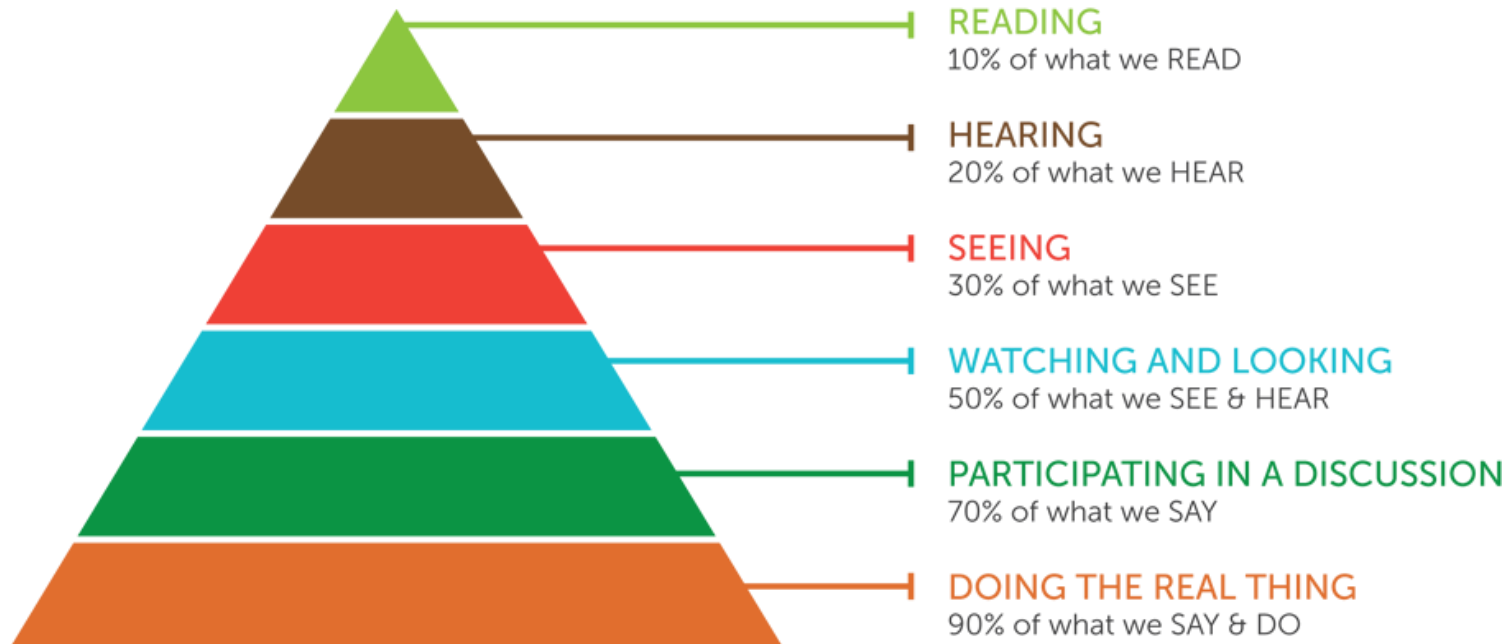 READING
10% of what we READ
HEARING
20% of what we HEAR
SEEING
30% of what we SEE
WATCHING AND LOOKING
50% of what we SEE & HEAR
PARTICIPATING IN A DISCUSSION
70% of what we SAY
DOING THE REAL THING
90% of what we SAY & DO